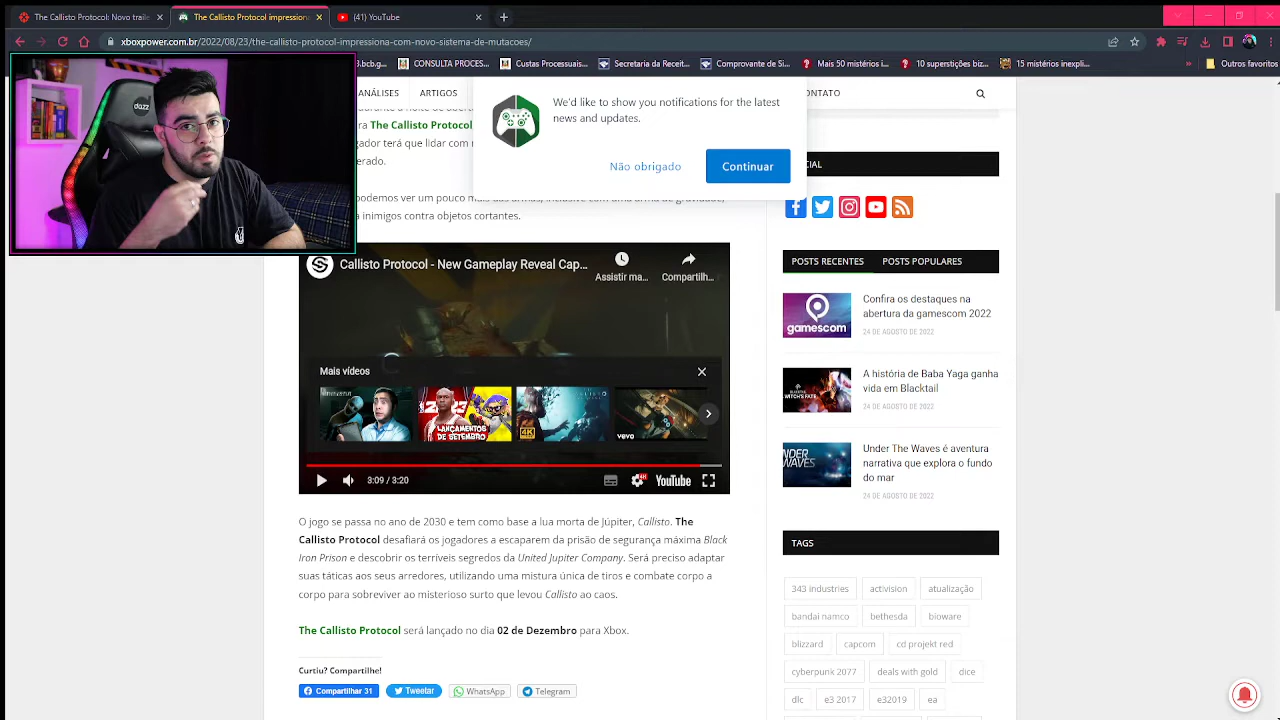 The Callisto Protocol: Novo traile
The Callisto Protocol impressiona
(41) YouTube
xboxpower.com.br/2022/08/23/the-callisto-protocol-impressiona-com-novo-sistema-de-mutacoes/
CONSULTA PROCES...
Custas Processuais...
Secretaria da Receit...
Comprovante de Si...
Mais 50 mistérios i...
10 superstições biz...
15 mistérios inexpl...
Outros favoritos
ANÁLISES
ARTIGOS
The Callisto Protocol
We'd like to show you notifications for the latest
news and updates.
Não obrigado
Continuar
inimigos contra objetos cortantes.
dazz
Callisto Protocol - New Gameplay Reveal Cap...
Assistir ma...
Compartilh...
Mais vídeos
LANÇAMENTOS
DE SETEMBRO
4K
vevo
3:09 / 3:20
YouTube
O jogo se passa no ano de 2030 e tem como base a lua morta de Júpiter, Callisto. The
Callisto Protocol desafiará os jogadores a escaparem da prisão de segurança máxima Black
Iron Prison e descobrir os terríveis segredos da United Jupiter Company. Será preciso adaptar
suas táticas aos seus arredores, utilizando uma mistura única de tiros e combate corpo a
corpo para sobreviver ao misterioso surto que levou Callisto ao caos.
The Callisto Protocol será lançado no dia 02 de Dezembro para Xbox.
Curtiu? Compartilhe!
Compartilhar 31
Tweetar
WhatsApp
Telegram
POSTS RECENTES
POSTS POPULARES
gamescom
Confira os destaques na
abertura da gamescom 2022
24 DE AGOSTO DE 2022
A história de Baba Yaga ganha
vida em Blacktail
24 DE AGOSTO DE 2022
Under The Waves é aventura
narrativa que explora o fundo
do mar
24 DE AGOSTO DE 2022
TAGS
343 industries
activision
atualização
bandai namco
bethesda
bioware
blizzard
capcom
cd projekt red
cyberpunk 2077
deals with gold
dice
dlc
e3 2017
e32019
ea